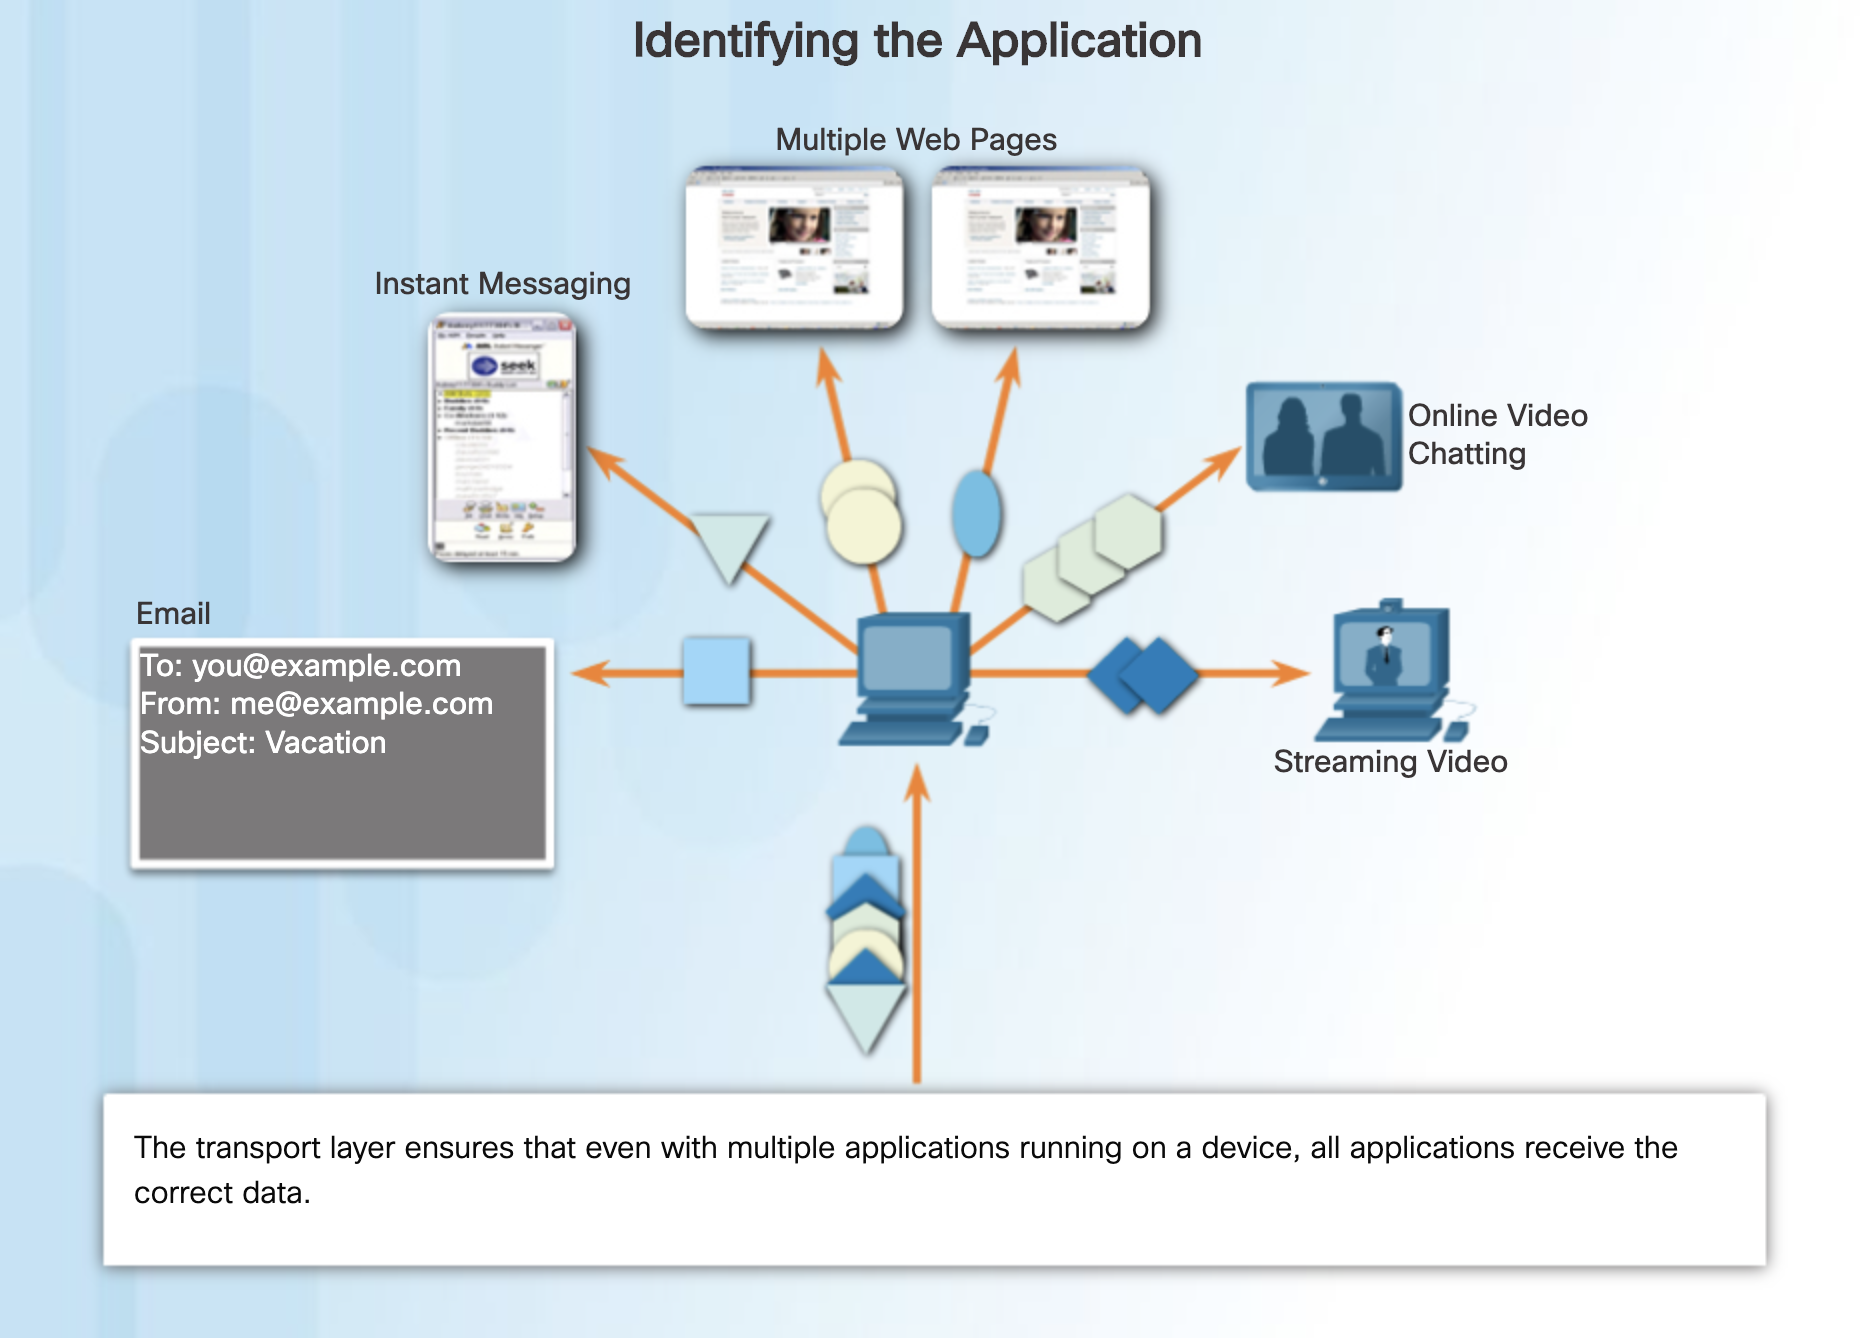 Identifying the Application
Multiple Web Pages
Instant Messaging
seek
Online Video
Chatting
Email
To: you@example.com
From: me@example.com
Subject: Vacation
Streaming Video
The transport layer ensures that even with multiple applications running on a device, all applications receive the
correct data.